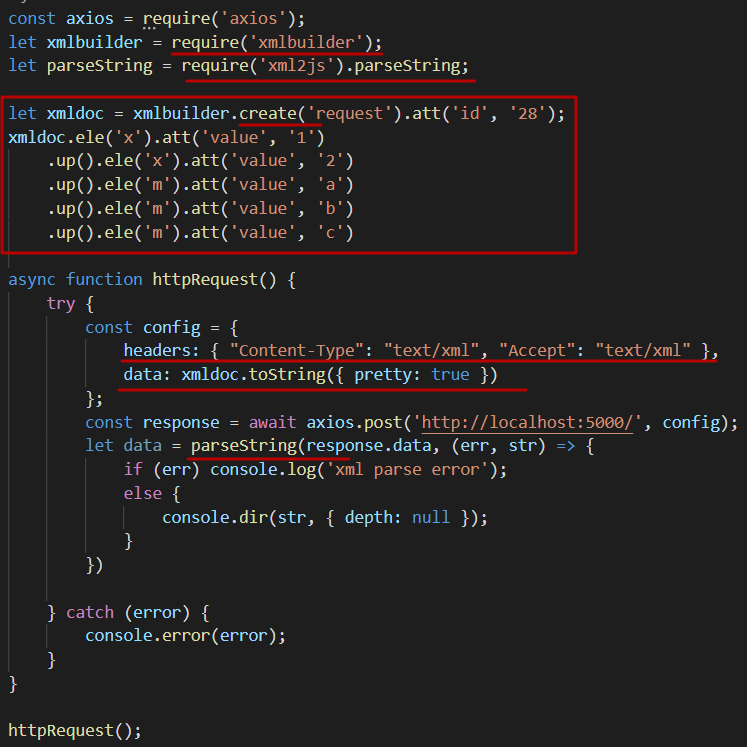 const axios = require('axios');
let xmlbuilder = require('xmlbuilder');
let parseString = require('xml2js').parseString;
let xmldoc = xmlbuilder.create('request').att('id', '28');
xmldoc.ele('x').att('value', '1')
    .up().ele('x').att('value', '2')
    .up().ele('m').att('value', 'a')
    .up().ele('m').att('value', 'b')
    .up().ele('m').att('value', 'c')
async function httpRequest() {
    try {
        const config = {
            headers: { "Content-Type": "text/xml", "Accept": "text/xml" },
            data: xmldoc.toString({ pretty: true })
        };
        const response = await axios.post('http://localhost:5000/', config);
        let data = parseString(response.data, (err, str) => {
            if (err) console.log('xml parse error');
            else {
                console.dir(str, { depth: null });
            }
        })
    } catch (error) {
        console.error(error);
    }
}
httpRequest();